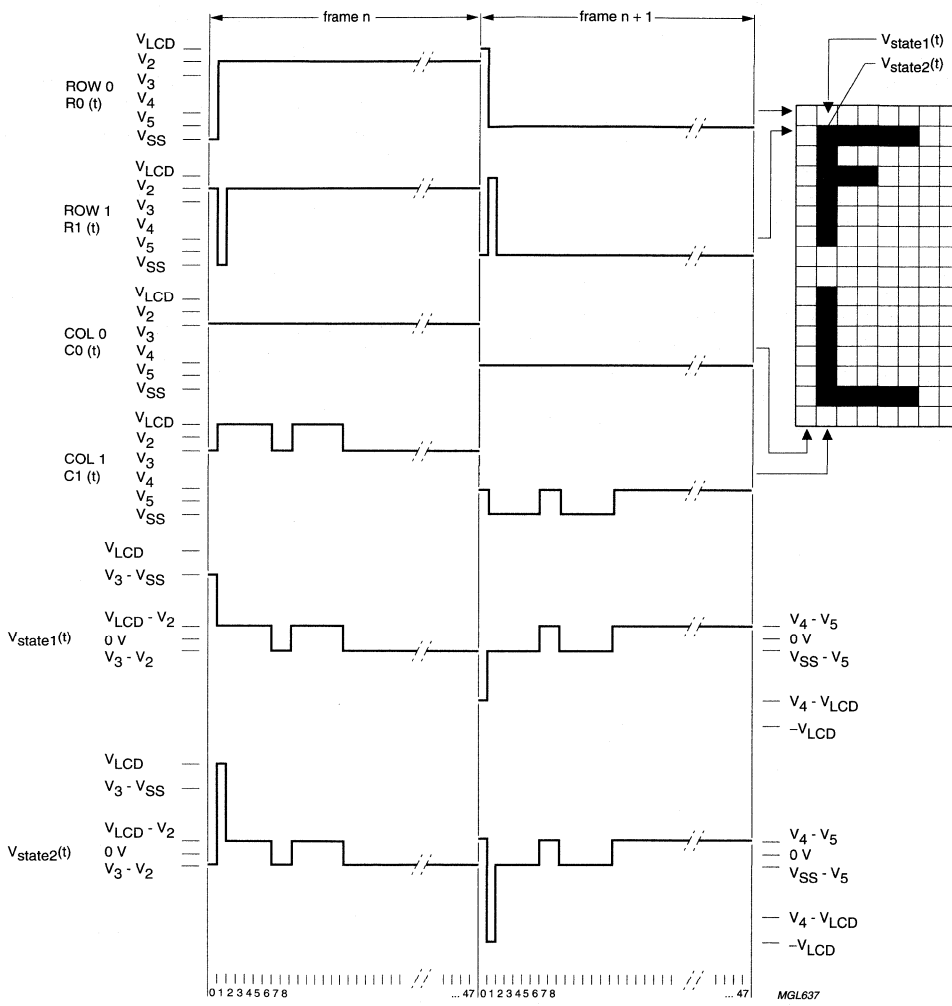 frame n
frame n + 1
VLCD
V2
V3
V4
V5
VSS
ROW 0
R0 (t)
Vstate1(t)
Vstate2(t)
VLCD
V2
V3
V4
V5
VSS
ROW 1
R1 (t)
VLCD
V2
V3
V4
V5
VSS
COL 0
C0 (t)
VLCD
V2
V3
V4
V5
VSS
COL 1
C1 (t)
VLCD
V3 - VSS
VLCD - V2
0 V
V3 - V2
Vstate1(t)
V4 - V5
0 V
VSS - V5
V4 - VLCD
–VLCD
VLCD
V3 - VSS
VLCD - V2
0 V
V3 - V2
Vstate2(t)
V4 - V5
0 V
VSS - V5
V4 - VLCD
–VLCD
0 1 2 3 4 5 6 7 8 ... 47 0 1 2 3 4 5 6 7 8 ... 47
MGL637